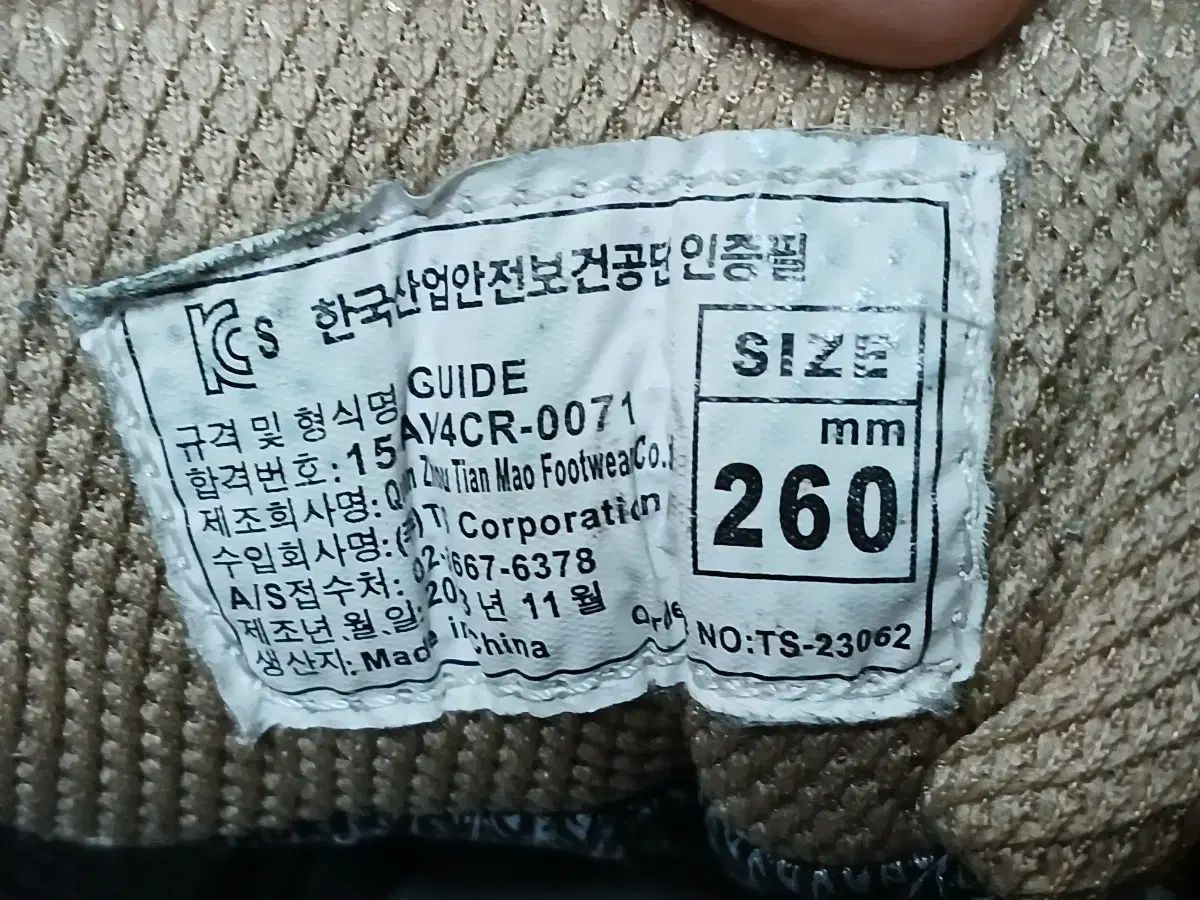 KCs 한국산업안전보건공단인증필
규격 및 형식명 GUIDE
합격번호:15 AV4CR-0071
제조회사명: Tian Mao Footwear Co.
수입회사명: Corporation
A/S접수처: 667-6378
제조년.월.일: 11월
생산지: Made in China
SIZE
mm
260
Order NO:TS-23062